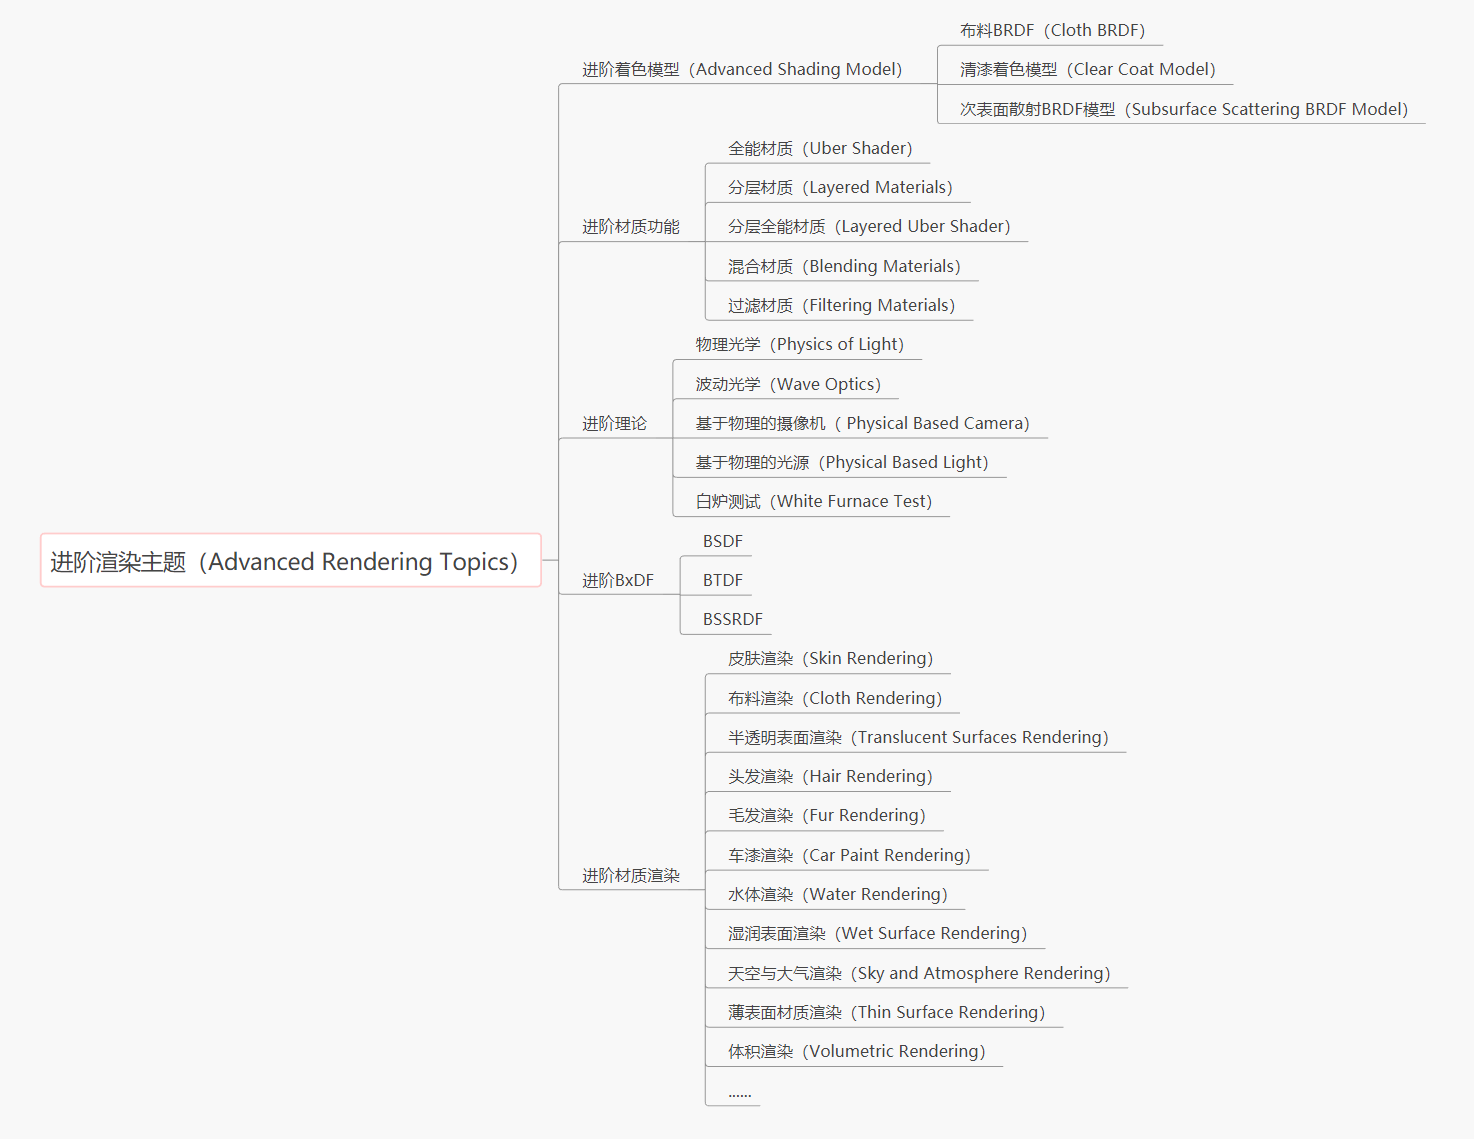 进阶渲染主题（Advanced Rendering Topics）
进阶着色模型（Advanced Shading Model）
布料BRDF（Cloth BRDF）
清漆着色模型（Clear Coat Model）
次表面散射BRDF模型（Subsurface Scattering BRDF Model）
进阶材质功能
全能材质（Uber Shader）
分层材质（Layered Materials）
分层全能材质（Layered Uber Shader）
混合材质（Blending Materials）
过滤材质（Filtering Materials）
进阶理论
物理光学（Physics of Light）
波动光学（Wave Optics）
基于物理的摄像机（ Physical Based Camera）
基于物理的光源（Physical Based Light）
白炉测试（White Furnace Test）
进阶BxDF
BSDF
BTDF
BSSRDF
进阶材质渲染
皮肤渲染（Skin Rendering）
布料渲染（Cloth Rendering）
半透明表面渲染（Translucent Surfaces Rendering）
头发渲染（Hair Rendering）
毛发渲染（Fur Rendering）
车漆渲染（Car Paint Rendering）
水体渲染（Water Rendering）
湿润表面渲染（Wet Surface Rendering）
天空与大气渲染（Sky and Atmosphere Rendering）
薄表面材质渲染（Thin Surface Rendering）
体积渲染（Volumetric Rendering）
......